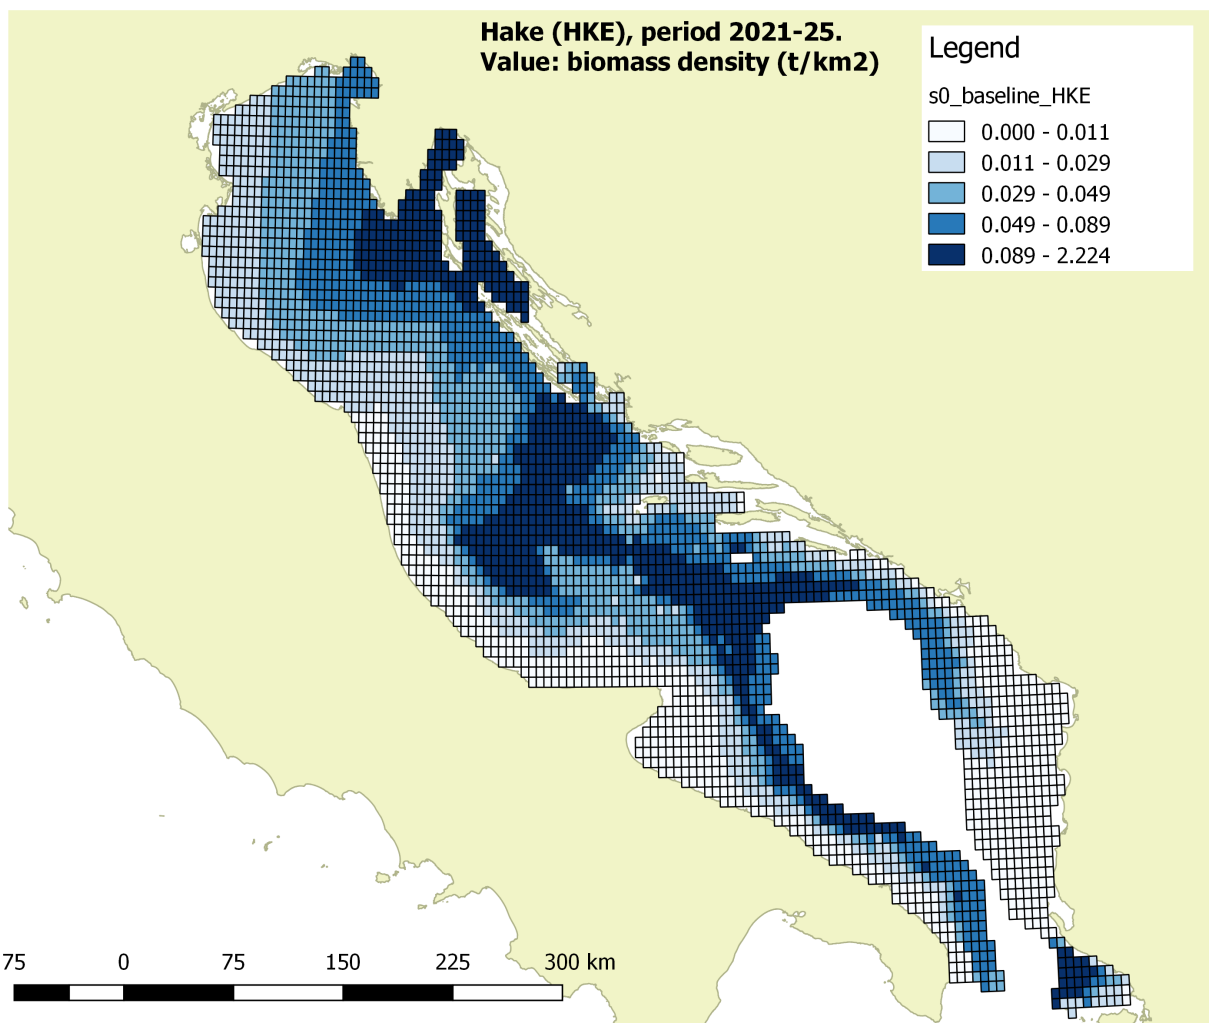 Hake (HKE), period 2021-25.
Value: biomass density (t/km2)
Legend
s0_baseline_HKE
0.000 - 0.011
0.011 - 0.029
0.029 - 0.049
0.049 - 0.089
0.089 - 2.224
75 0 75 150 225 300 km